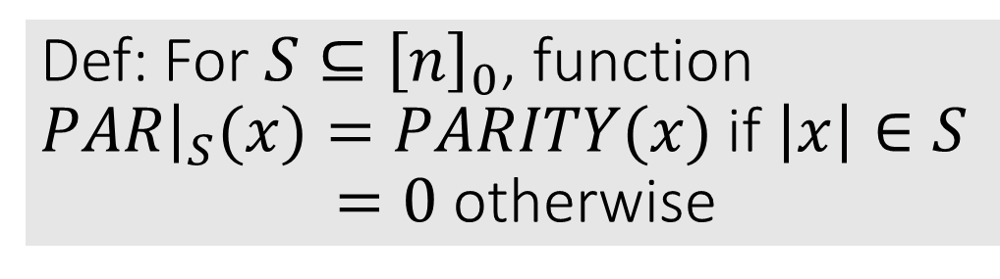 Def: For 𝑆 ⊆ [𝑛]₀, function
𝑃𝐴𝑅|ₛ(𝑥) = 𝑃𝐴𝑅𝐼𝑇𝑌(𝑥) if |𝑥| ∈ 𝑆
= 0 otherwise